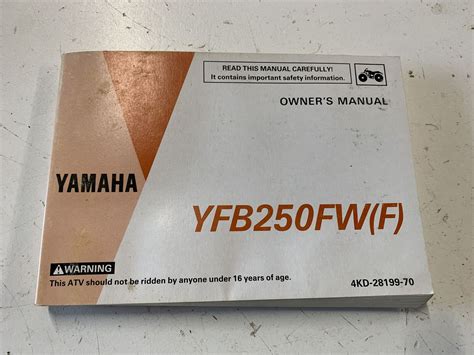 READ THIS MANUAL CAREFULLY!
It contains important safety information.
OWNER'S MANUAL
YAMAHA
YFB250FW(F)
WARNING
This ATV should not be ridden by anyone under 16 years of age.
4KD-28199-70